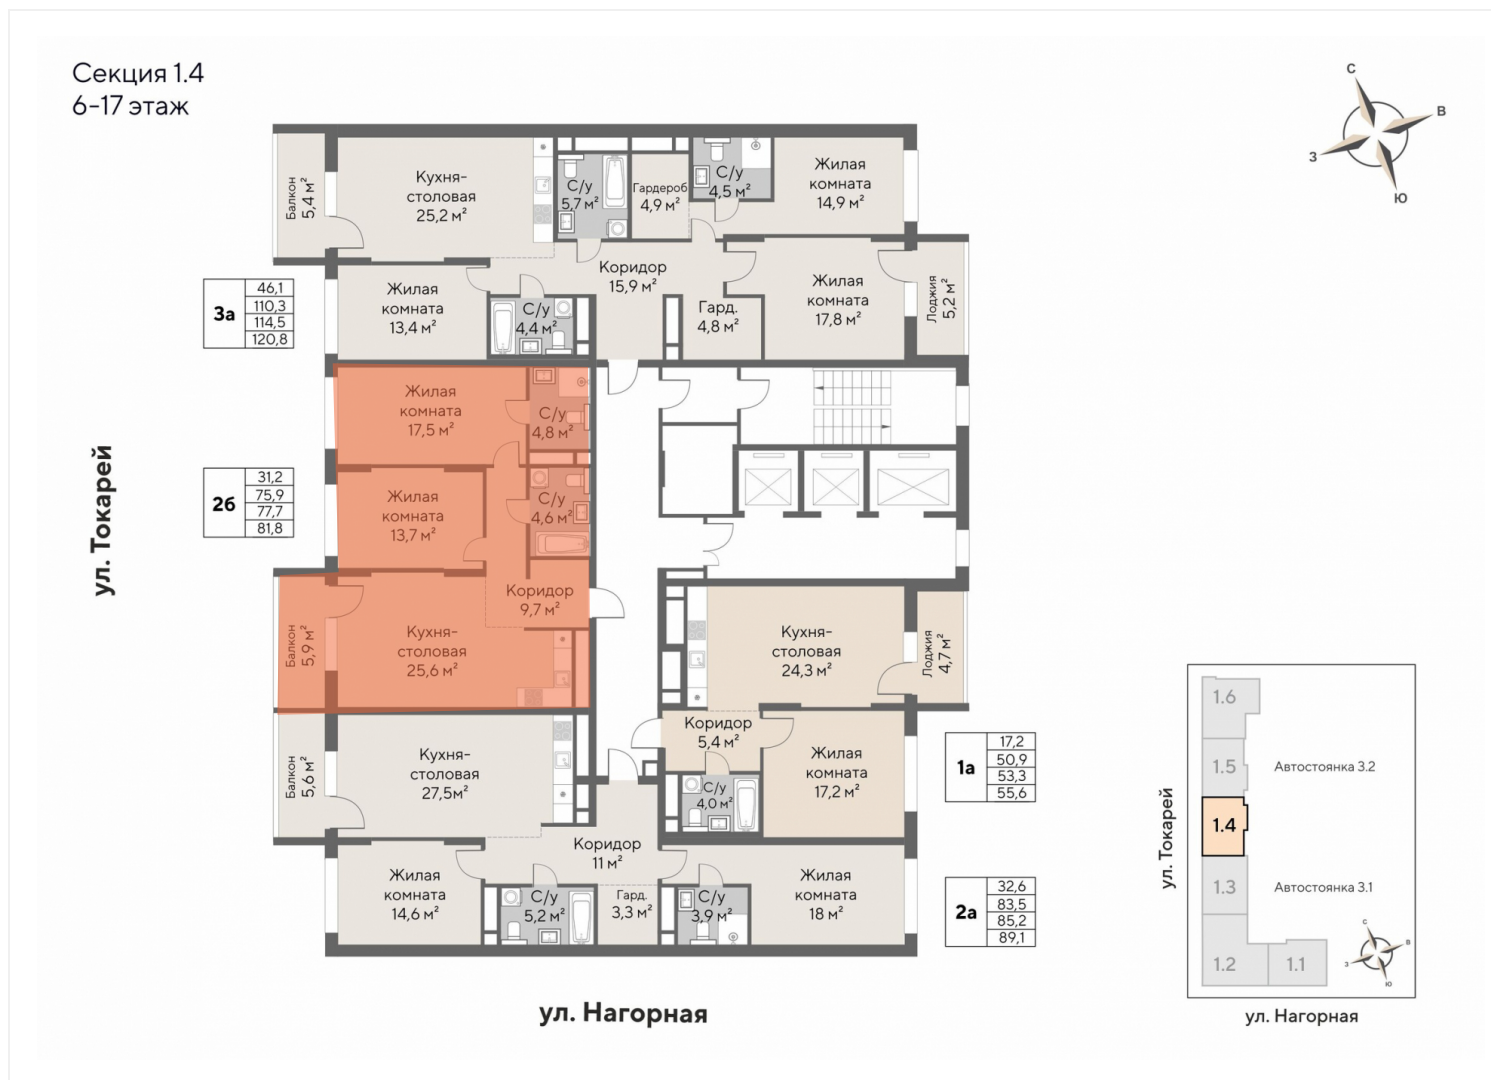 Секция 1.4
6-17 этаж
С
В
З
Ю
Балкон
5,4 м²
Кухня-
столовая
25,2 м²
С/у
5,7 м²
Гардероб
4,9 м²
С/у
4,5 м²
Жилая
комната
14,9 м²
Коридор
15,9 м²
Жилая
комната
17,8 м²
Лоджия
5,2 м²
Гард.
4,8 м²
3а
46,1
110,3
114,5
120,8
Жилая
комната
13,4 м²
С/у
4,4 м²
Жилая
комната
17,5 м²
С/у
4,8 м²
ул. Токарей
2б
31,2
75,9
77,7
81,8
Жилая
комната
13,7 м²
С/у
4,6 м²
Коридор
9,7 м²
Балкон
5,9 м²
Кухня-
столовая
25,6 м²
Кухня-
столовая
24,3 м²
Лоджия
4,7 м²
Коридор
5,4 м²
Жилая
комната
17,2 м²
С/у
4,0 м²
1а
17,2
50,9
53,3
55,6
Балкон
5,6 м²
Кухня-
столовая
27,5м²
Коридор
11 м²
Жилая
комната
14,6 м²
С/у
5,2 м²
Гард.
3,3 м²
С/у
3,9 м²
Жилая
комната
18 м²
2а
32,6
83,5
85,2
89,1
ул. Нагорная
1.6
1.5
Автостоянка 3.2
1.4
ул. Токарей
1.3
Автостоянка 3.1
1.2
1.1
С
В
З
Ю
ул. Нагорная